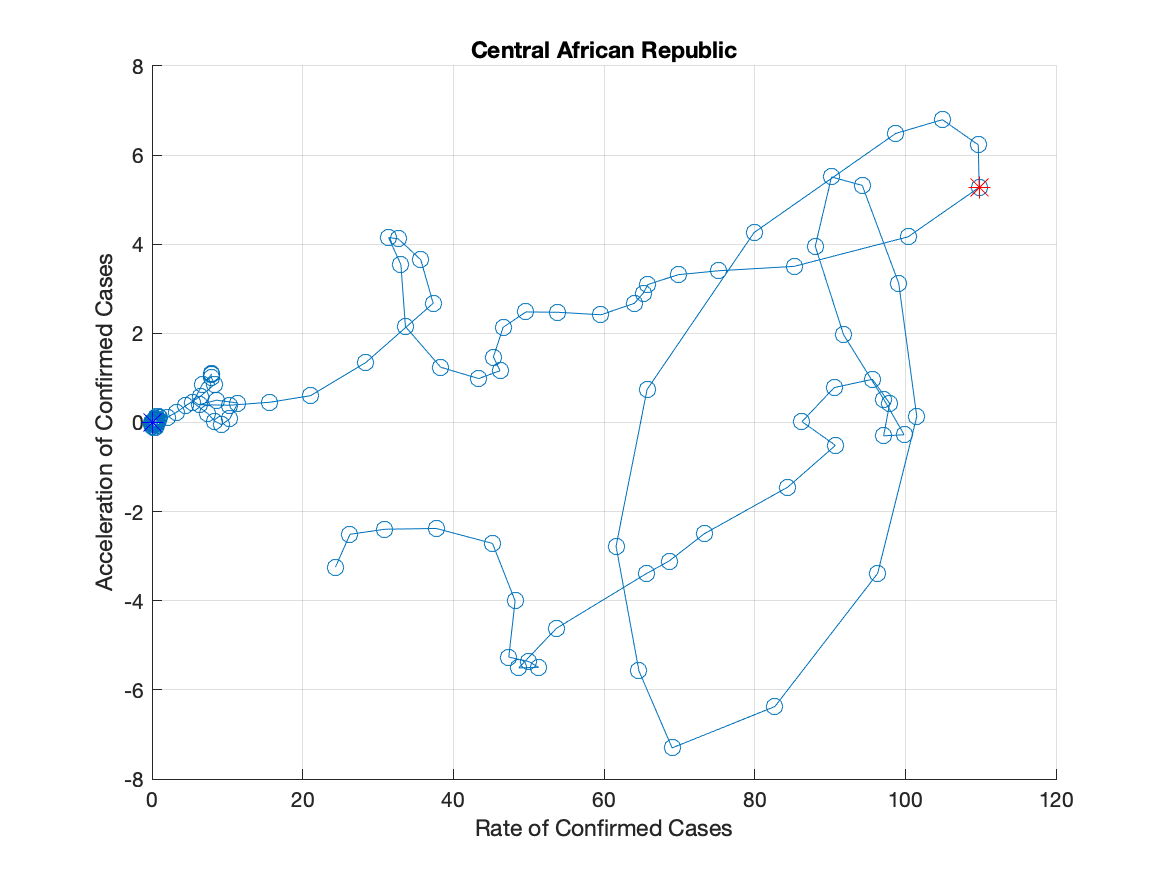 Central African Republic
Acceleration of Confirmed Cases
8
6
4
2
0
-2
-4
-6
-8
0 20 40 60 80 100 120
Rate of Confirmed Cases